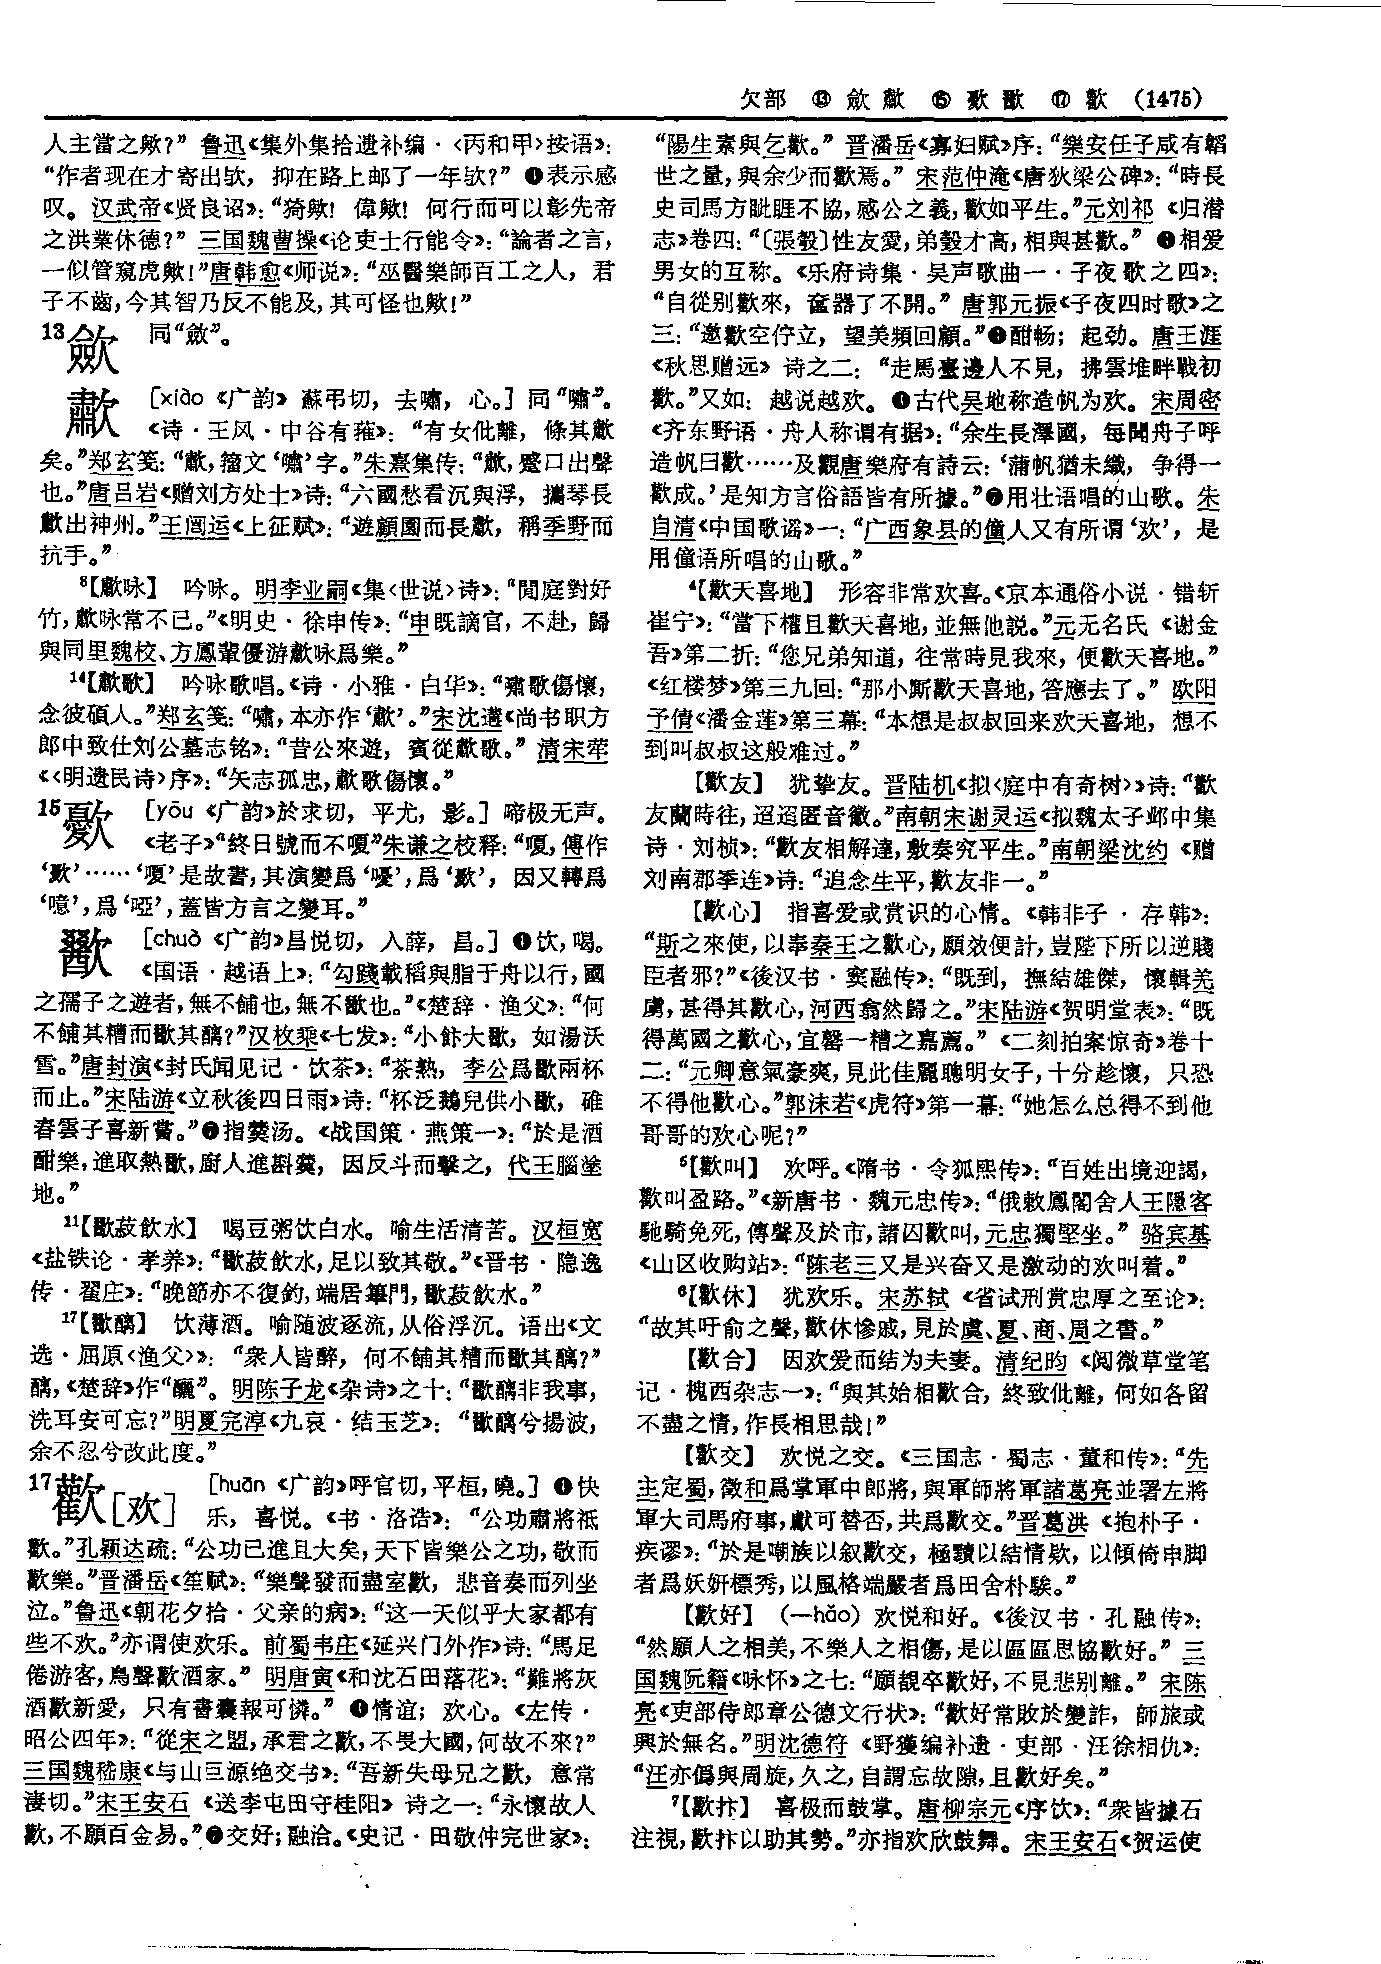 欠部 ⑬ 歛 歗 ⑮ 歅 歠 ⑰ 歡 (1475)
人主當之歟？”鲁迅《集外集拾遗补编·〈丙和甲〉按语》：
“作者现在才寄出欤，抑在路上邮了一年欤？”❶表示感
叹。汉武帝《贤良诏》：“猗歟！偉歟！何行而可以彰先帝
之洪業休德？”三国魏曹操《论吏士行能令》：“論者之言，
一似管窺虎歟！”唐韩愈《师说》：“巫醫樂師百工之人，君
子不齒，今其智乃反不能及，其可怪也歟！”
13歛 同“斂”。
歗 [xiào《广韵》蘇弔切，去嘯，心。]同“嘯”。
《诗·王风·中谷有蓷》：“有女仳離，條其歗
矣。”郑玄笺：“歗，籀文‘嘯’字。”朱熹集传：“歗，蹙口出聲
也。”唐吕岩《赠刘方处士》诗：“六國愁看沉與浮，攜琴長
歗出神州。”王闿运《上征赋》：“遊顧園而長歗，稱季野而
抗手。”
8【歗咏】 吟咏。明李业嗣《集〈世说〉诗》：“閒庭對好
竹，歗咏常不已。”《明史·徐申传》：“申既謫官，不赴，歸
與同里魏校、方鳳輩優游歗咏爲樂。”
14【歗歌】 吟咏歌唱。《诗·小雅·白华》：“歗歌傷懷，
念彼碩人。”郑玄笺：“嘯，本亦作‘歗’。”宋沈遘《尚书职方
郎中致仕刘公墓志铭》：“昔公來遊，賓從歗歌。”清宋荦
《〈明遗民诗〉序》：“矢志孤忠，歗歌傷懷。”
15歅 [yōu《广韵》於求切，平尤，影。]啼极无声。
《老子》“終日號而不嗄”朱谦之校释：“嗄，傅作
‘歅’……‘嗄’是故書，其演變爲‘嚘’，爲‘歅’，因又轉爲
‘噫’，爲‘啞’，蓋皆方言之變耳。”
歠 [chuò《广韵》昌悦切，入薛，昌。]❶饮，喝。
《国语·越语上》：“勾踐載稻與脂于舟以行，國
之孺子之遊者，無不餔也，無不歠也。”《楚辞·渔父》：“何
不餔其糟而歠其醨？”汉枚乘《七发》：“小飰大歠，如湯沃
雪。”唐封演《封氏闻见记·饮茶》：“茶熟，李公爲歠兩杯
而止。”宋陆游《立秋後四日雨》诗：“杯泛鵝兒供小歠，碓
舂雲子喜新嘗。”❷指羹汤。《战国策·燕策一》：“於是酒
酣樂，進取熱歠，廚人進斟羹，因反斗而擊之，代王腦塗
地。”
11【歠菽飲水】 喝豆粥饮白水。喻生活清苦。汉桓宽
《盐铁论·孝养》：“歠菽飲水，足以致其敬。”《晋书·隐逸
传·翟庄》：“晚節亦不復釣，端居篳門，歠菽飲水。”
17【歠醨】 饮薄酒。喻随波逐流，从俗浮沉。语出《文
选·屈原〈渔父〉》：“衆人皆醉，何不餔其糟而歠其醨？”
醨，《楚辞》作“釃”。明陈子龙《杂诗》之十：“歠醨非我事，
洗耳安可忘？”明夏完淳《九哀·结玉芝》：“歠醨兮揚波，
余不忍兮改此度。”
17歡[欢] [huān《广韵》呼官切，平桓，曉。]❶快
乐，喜悦。《书·洛诰》：“公功肅將祗
歡。”孔颖达疏：“公功已進且大矣，天下皆樂公之功，敬而
歡樂。”晋潘岳《笙赋》：“樂聲發而盡室歡，悲音奏而列坐
泣。”鲁迅《朝花夕拾·父亲的病》：“这一天似乎大家都有
些不欢。”亦谓使欢乐。前蜀韦庄《延兴门外作》诗：“馬足
倦游客，鳥聲歡酒家。”明唐寅《和沈石田落花》：“難將灰
酒歡新愛，只有香囊報可憐。”❷情谊；欢心。《左传·
昭公四年》：“從宋之盟，承君之歡，不畏大國，何故不來？”
三国魏嵇康《与山巨源绝交书》：“吾新失母兄之歡，意常
淒切。”宋王安石《送李屯田守桂阳》诗之一：“永懷故人
歡，不願百金易。”❸交好；融洽。《史记·田敬仲完世家》：
“陽生素與乞歡。”晋潘岳《寡妇赋》序：“樂安任子咸有韜
世之量，與余少而歡焉。”宋范仲淹《唐狄梁公碑》：“時長
史司馬方眦睚不協，感公之義，歡如平生。”元刘祁《归潜
志》卷四：“〔張瑴〕性友愛，弟瑴才高，相與甚歡。”❹相爱
男女的互称。《乐府诗集·吴声歌曲一·子夜歌之四》：
“自從别歡來，奩器了不開。”唐郭元振《子夜四时歌》之
三：“邀歡空佇立，望美頻回顧。”❺酣畅；起劲。唐王涯
《秋思赠远》诗之二：“走馬臺邊人不見，拂雲堆畔戰初
歡。”又如：越说越欢。❻古代吴地称造帆为欢。宋周密
《齐东野语·舟人称谓有据》：“余生長澤國，每聞舟子呼
造帆曰歡……及觀唐樂府有詩云：‘蒲帆猶未織，争得一
歡成。’是知方言俗語皆有所據。”❼用壮语唱的山歌。朱
自清《中国歌谣》一：“广西象县的僮人又有所谓‘欢’，是
用僮语所唱的山歌。”
4【歡天喜地】 形容非常欢喜。《京本通俗小说·错斩
崔宁》：“當下權且歡天喜地，並無他説。”元无名氏《谢金
吾》第二折：“您兄弟知道，往常時見我來，便歡天喜地。”
《红楼梦》第三九回：“那小厮歡天喜地，答應去了。”欧阳
予倩《潘金莲》第三幕：“本想是叔叔回来欢天喜地，想不
到叫叔叔这般难过。”
【歡友】 犹挚友。晋陆机《拟〈庭中有奇树〉》诗：“歡
友蘭時往，迢迢匿音徽。”南朝宋谢灵运《拟魏太子邺中集
诗·刘桢》：“歡友相解達，敷奏究平生。”南朝梁沈约《赠
刘南郡季连》诗：“追念生平，歡友非一。”
【歡心】 指喜爱或赏识的心情。《韩非子·存韩》：
“斯之來使，以奉秦王之歡心，願效便計，豈陛下所以逆賤
臣者邪？”《後汉书·窦融传》：“既到，撫結雄傑，懷輯羌
虜，甚得其歡心，河西翕然歸之。”宋陆游《贺明堂表》：“既
得萬國之歡心，宜罄一精之嘉薦。”《二刻拍案惊奇》卷十
二：“元卿意氣豪爽，見此佳麗聰明女子，十分趁懷，只恐
不得他歡心。”郭沫若《虎符》第一幕：“她怎么总得不到他
哥哥的欢心呢？”
5【歡叫】 欢呼。《隋书·令狐熙传》：“百姓出境迎謁，
歡叫盈路。”《新唐书·魏元忠传》：“俄敕鳳閣舍人王隱客
馳騎免死，傳聲及於市，諸囚歡叫，元忠獨堅坐。”骆宾基
《山区收购站》：“陈老三又是兴奋又是激动的欢叫着。”
6【歡休】 犹欢乐。宋苏轼《省试刑赏忠厚之至论》：
“故其吁俞之聲，歡休慘戚，見於虞、夏、商、周之書。”
【歡合】 因欢爱而结为夫妻。清纪昀《阅微草堂笔
记·槐西杂志一》：“與其始相歡合，終致仳離，何如各留
不盡之情，作長相思哉！”
【歡交】 欢悦之交。《三国志·蜀志·董和传》：“先
主定蜀，徵和爲掌軍中郎將，與軍師將軍諸葛亮並署左將
軍大司馬府事，獻可替否，共爲歡交。”晋葛洪《抱朴子·
疾谬》：“於是嘲族以叙歡交，極黷以結情欵，以傾倚申脚
者爲妖妍標秀，以風格端嚴者爲田舍朴騃。”
【歡好】 （一hǎo）欢悦和好。《後汉书·孔融传》：
“然願人之相美，不樂人之相傷，是以區區思協歡好。”三
国魏阮籍《咏怀》之七：“願覩卒歡好，不見悲别離。”宋陈
亮《吏部侍郎章公德文行状》：“歡好常敗於變詐，師旅或
興於無名。”明沈德符《野獲编补遗·吏部·汪徐相仇》：
“汪亦僞與周旋，久之，自謂忘故隙，且歡好矣。”
7【歡抃】 喜极而鼓掌。唐柳宗元《序饮》：“衆皆據石
注視，歡抃以助其勢。”亦指欢欣鼓舞。宋王安石《贺运使